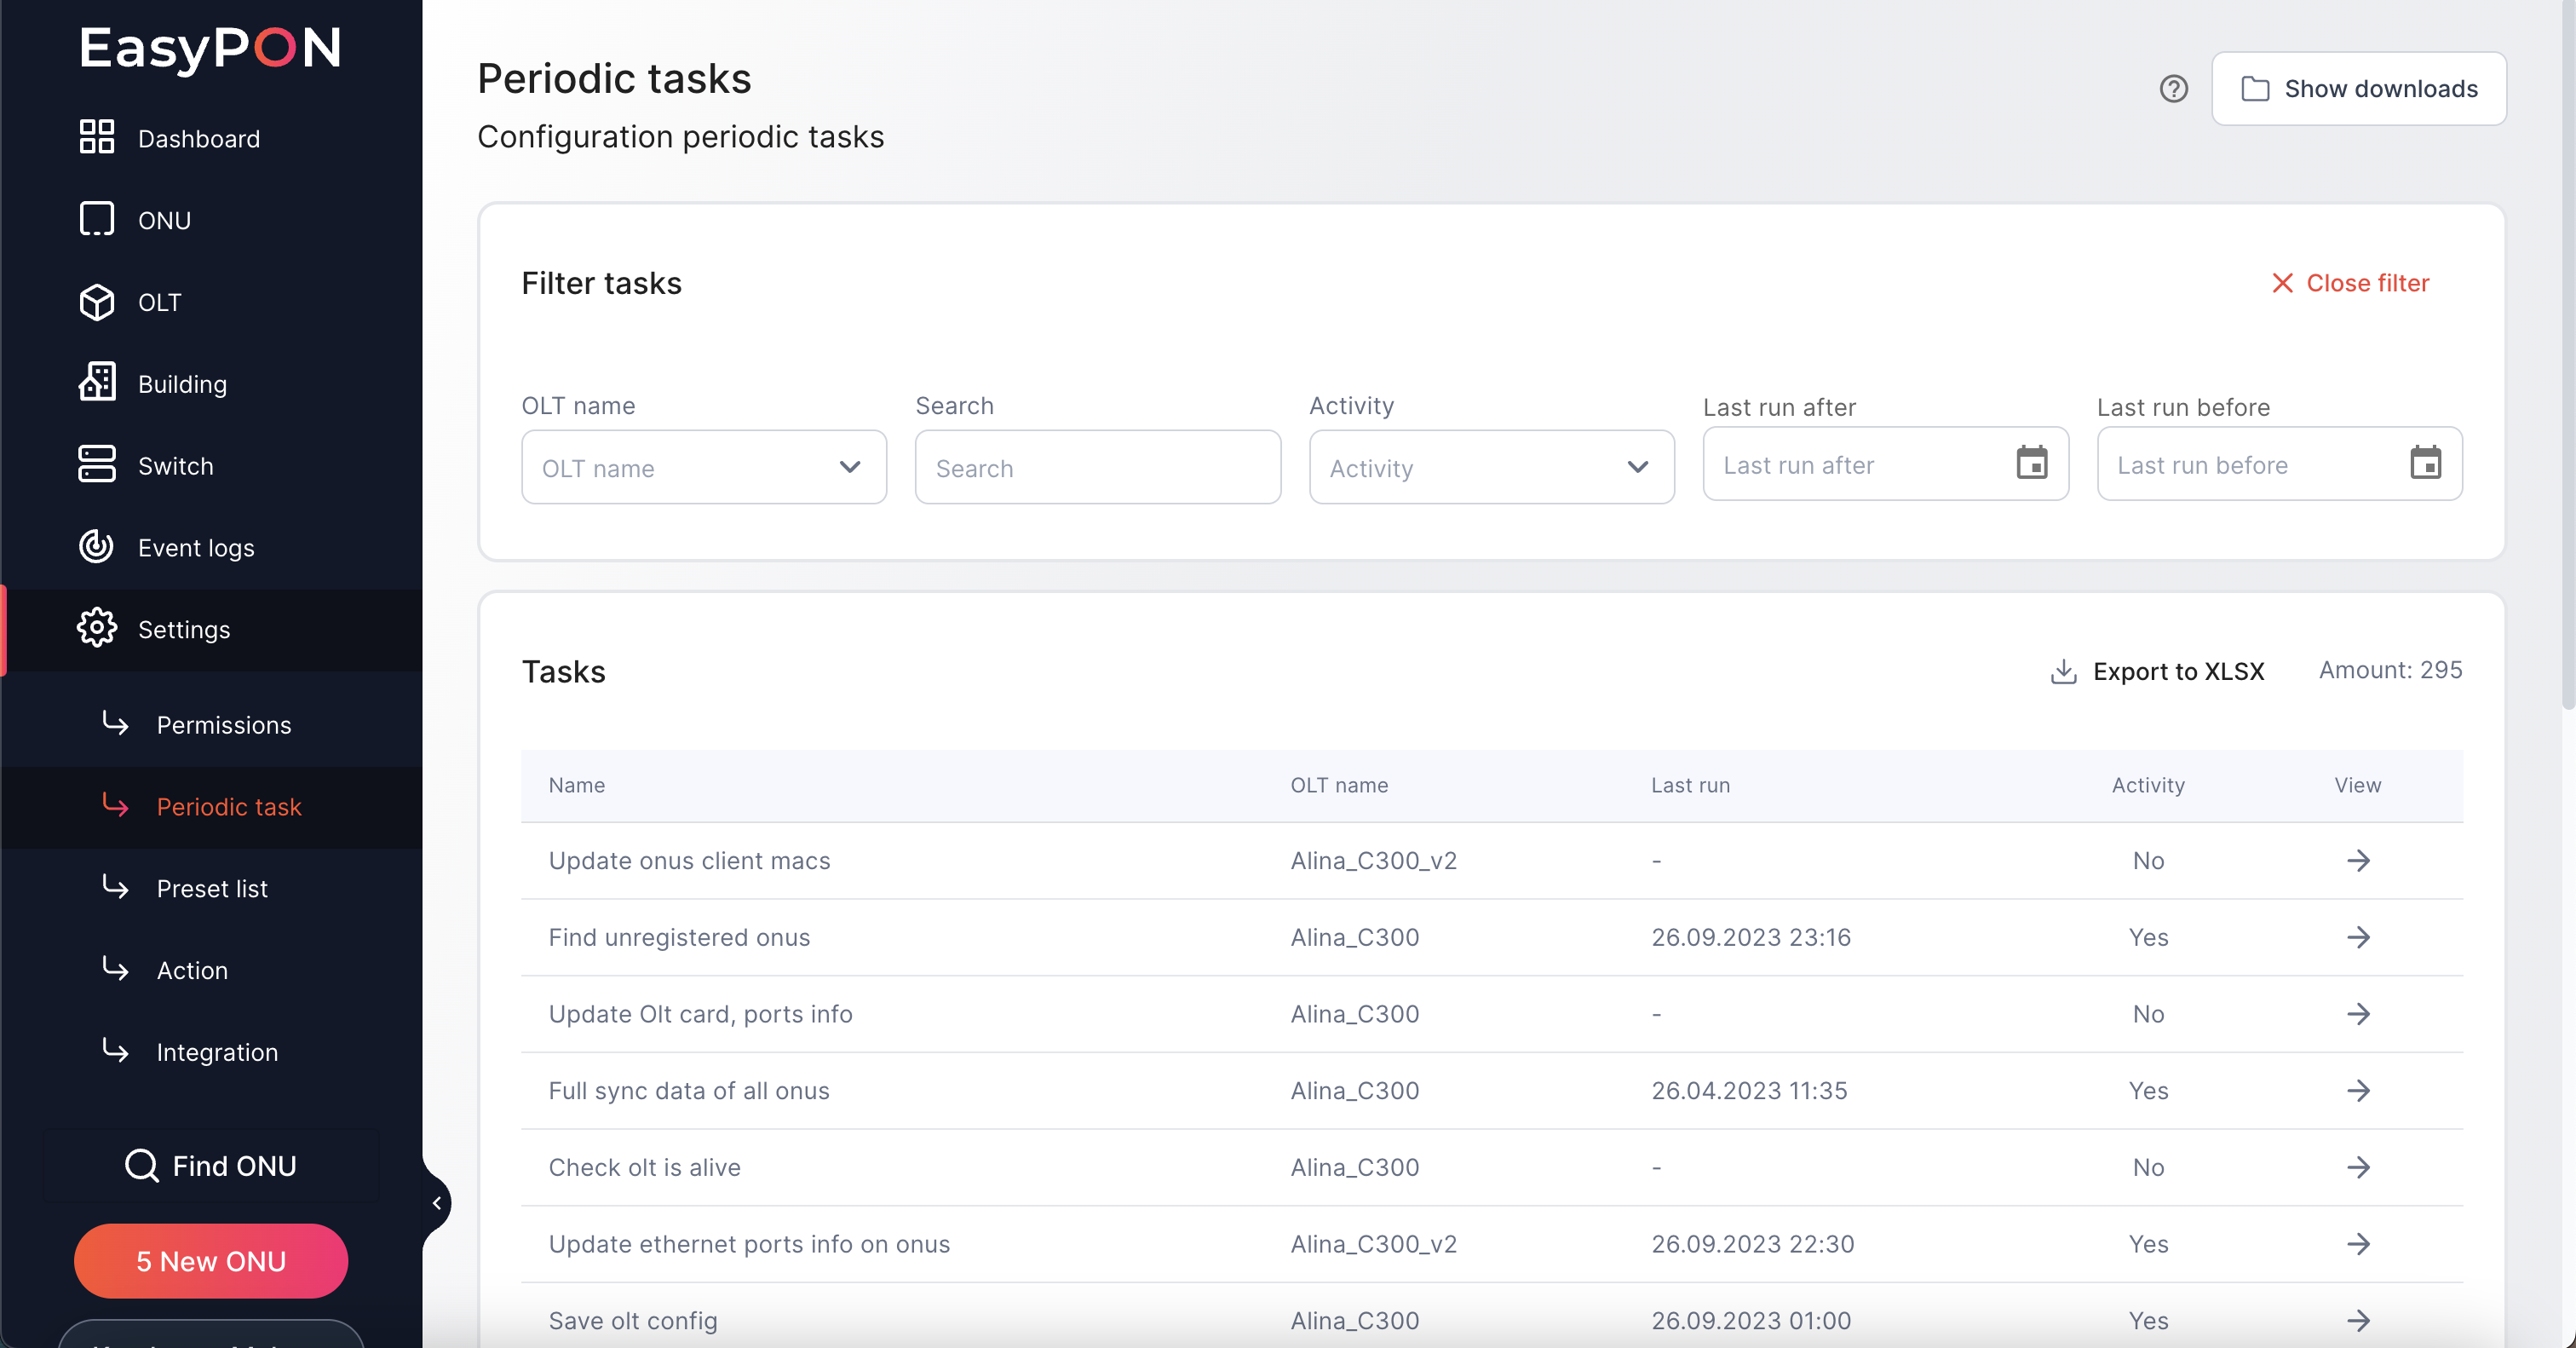 EasyPON
Dashboard
ONU
OLT
Building
Switch
Event logs
Settings
Permissions
Periodic task
Preset list
Action
Integration
Find ONU
5 New ONU
Periodic tasks
Configuration periodic tasks
Show downloads
Filter tasks
Close filter
OLT name Search Activity Last run after Last run before
OLT name Search Activity Last run after Last run before
Tasks
Export to XLSX Amount: 295
Name OLT name Last run Activity View
Update onus client macs Alina_C300_v2 - No
Find unregistered onus Alina_C300 26.09.2023 23:16 Yes
Update Olt card, ports info Alina_C300 - No
Full sync data of all onus Alina_C300 26.04.2023 11:35 Yes
Check olt is alive Alina_C300 - No
Update ethernet ports info on onus Alina_C300_v2 26.09.2023 22:30 Yes
Save olt config Alina_C300 26.09.2023 01:00 Yes